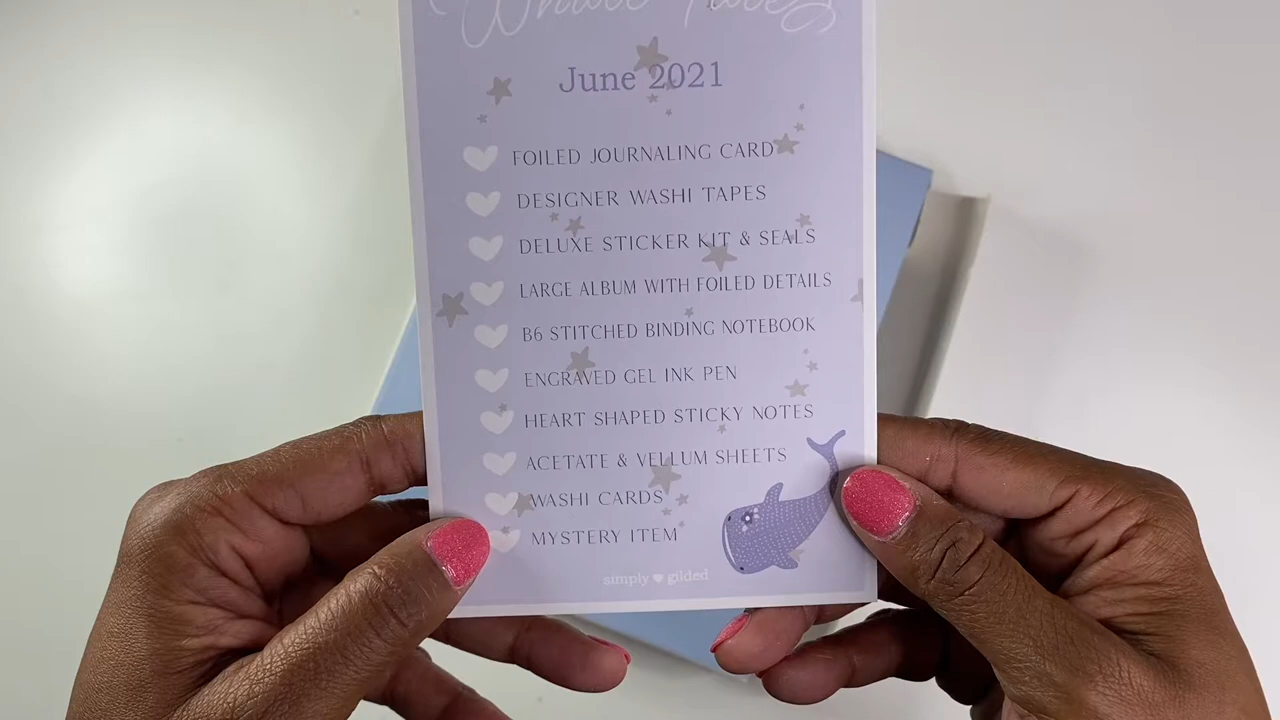 Whale Tales
June 2021
FOILED JOURNALING CARD
DESIGNER WASHI TAPES
DELUXE STICKER KIT & SEALS
LARGE ALBUM WITH FOILED DETAILS
B6 STITCHED BINDING NOTEBOOK
ENGRAVED GEL INK PEN
HEART SHAPED STICKY NOTES
ACETATE & VELLUM SHEETS
WASHI CARDS
MYSTERY ITEM
simply gilded